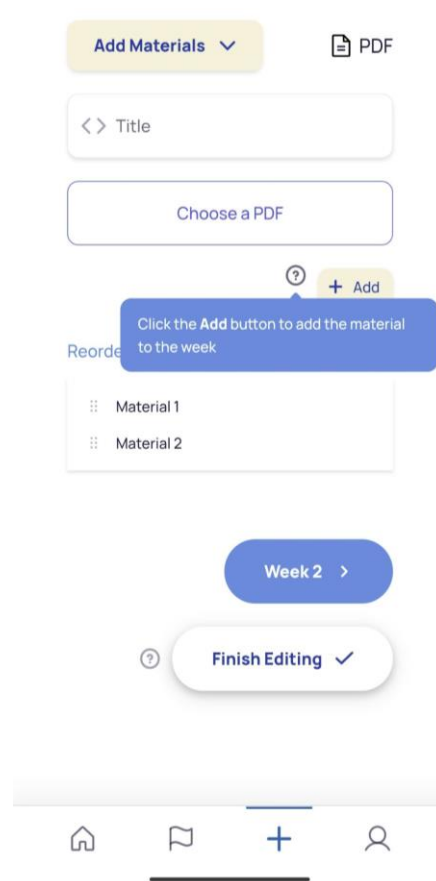 Add Materials
PDF
Title
Choose a PDF
+ Add
Click the Add button to add the material
to the week
Reorde
Material 1
Material 2
Week 2
Finish Editing